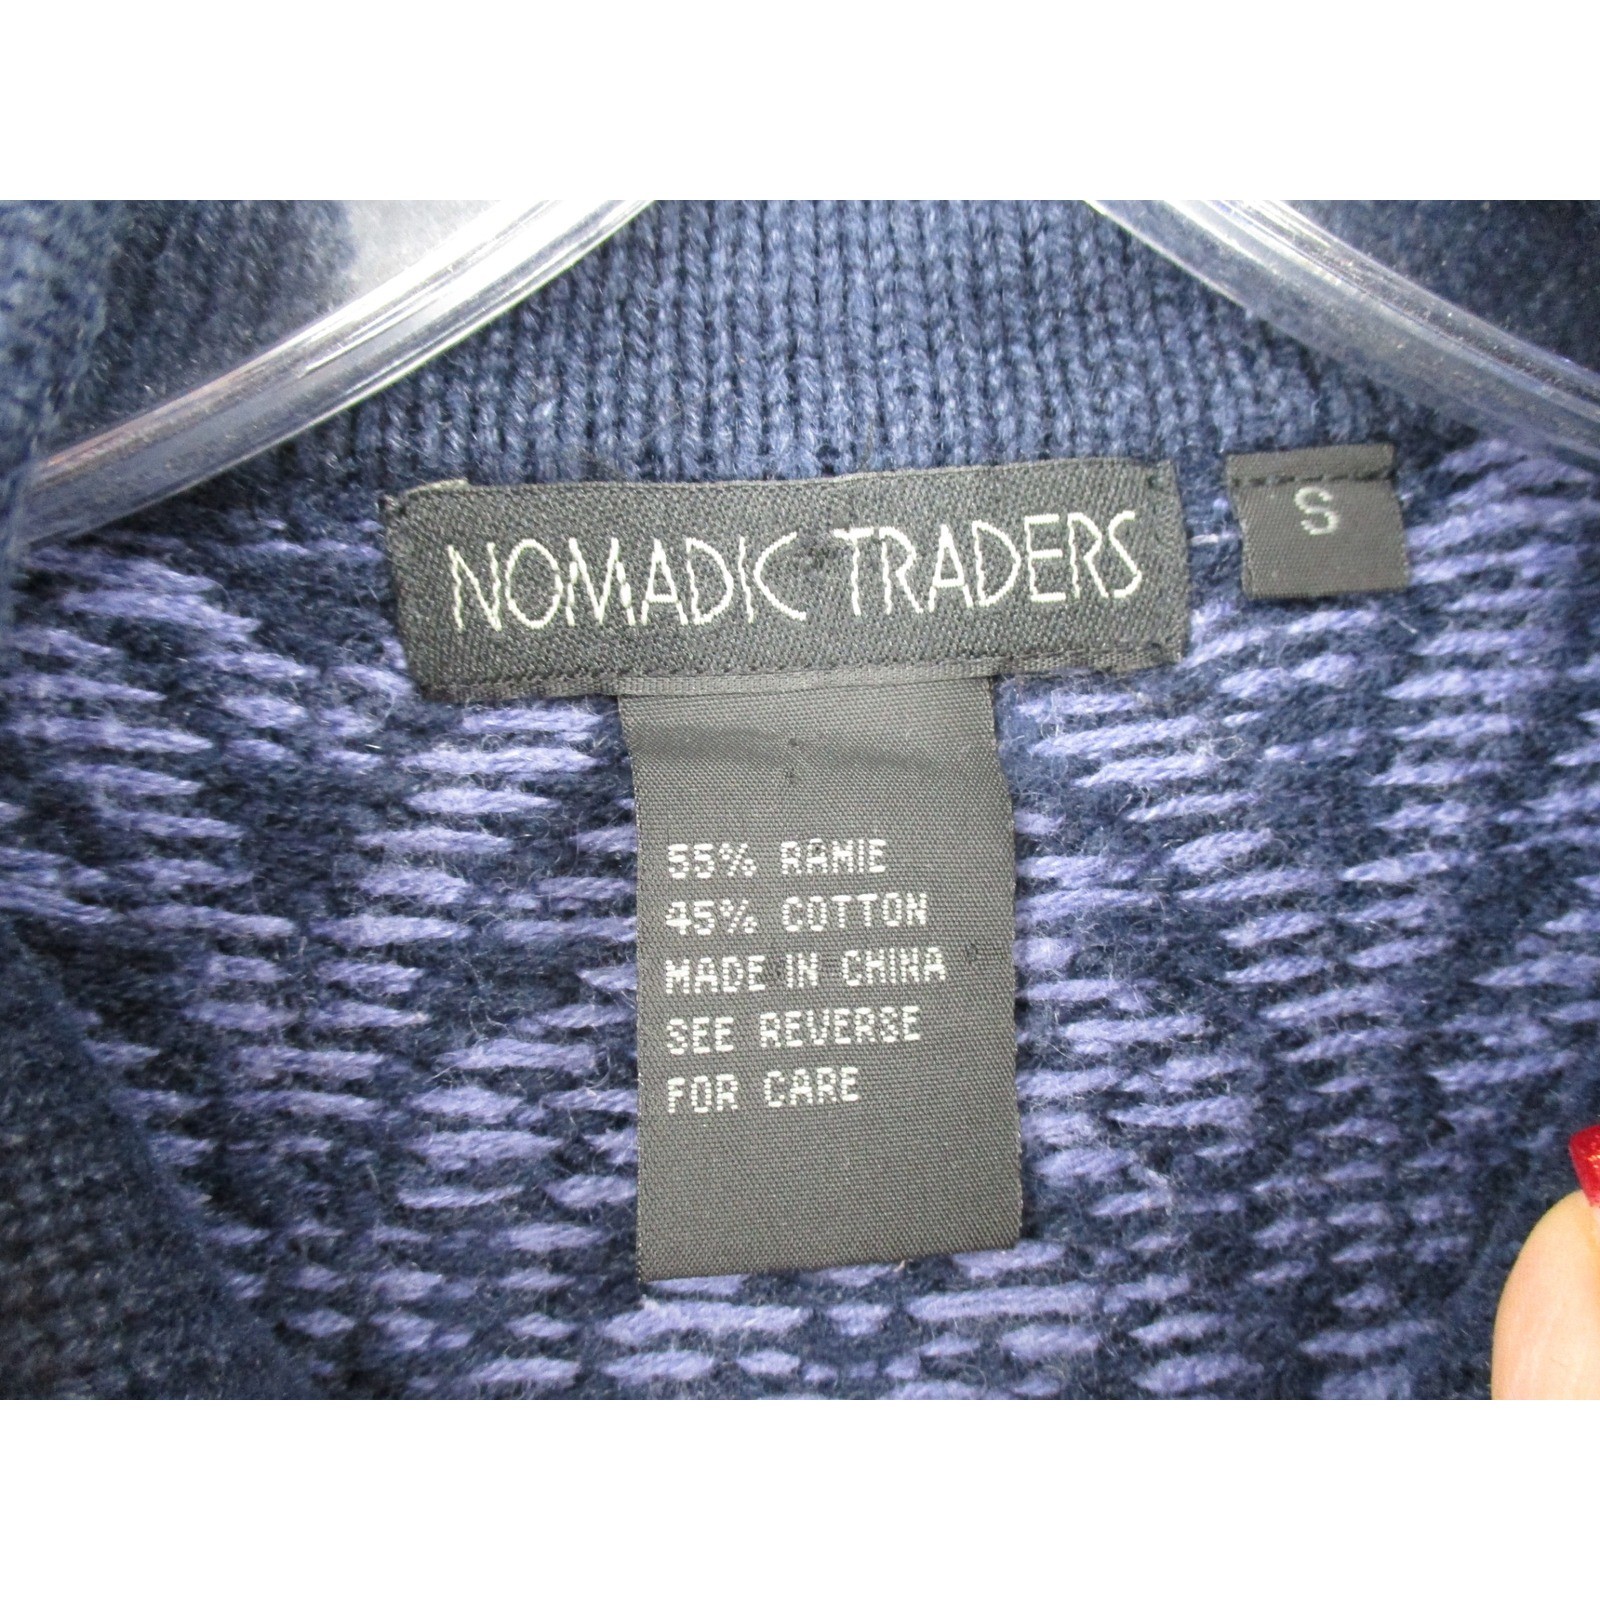 NOMADIC TRADERS
S
55% RAMIE
45% COTTON
MADE IN CHINA
SEE REVERSE
FOR CARE